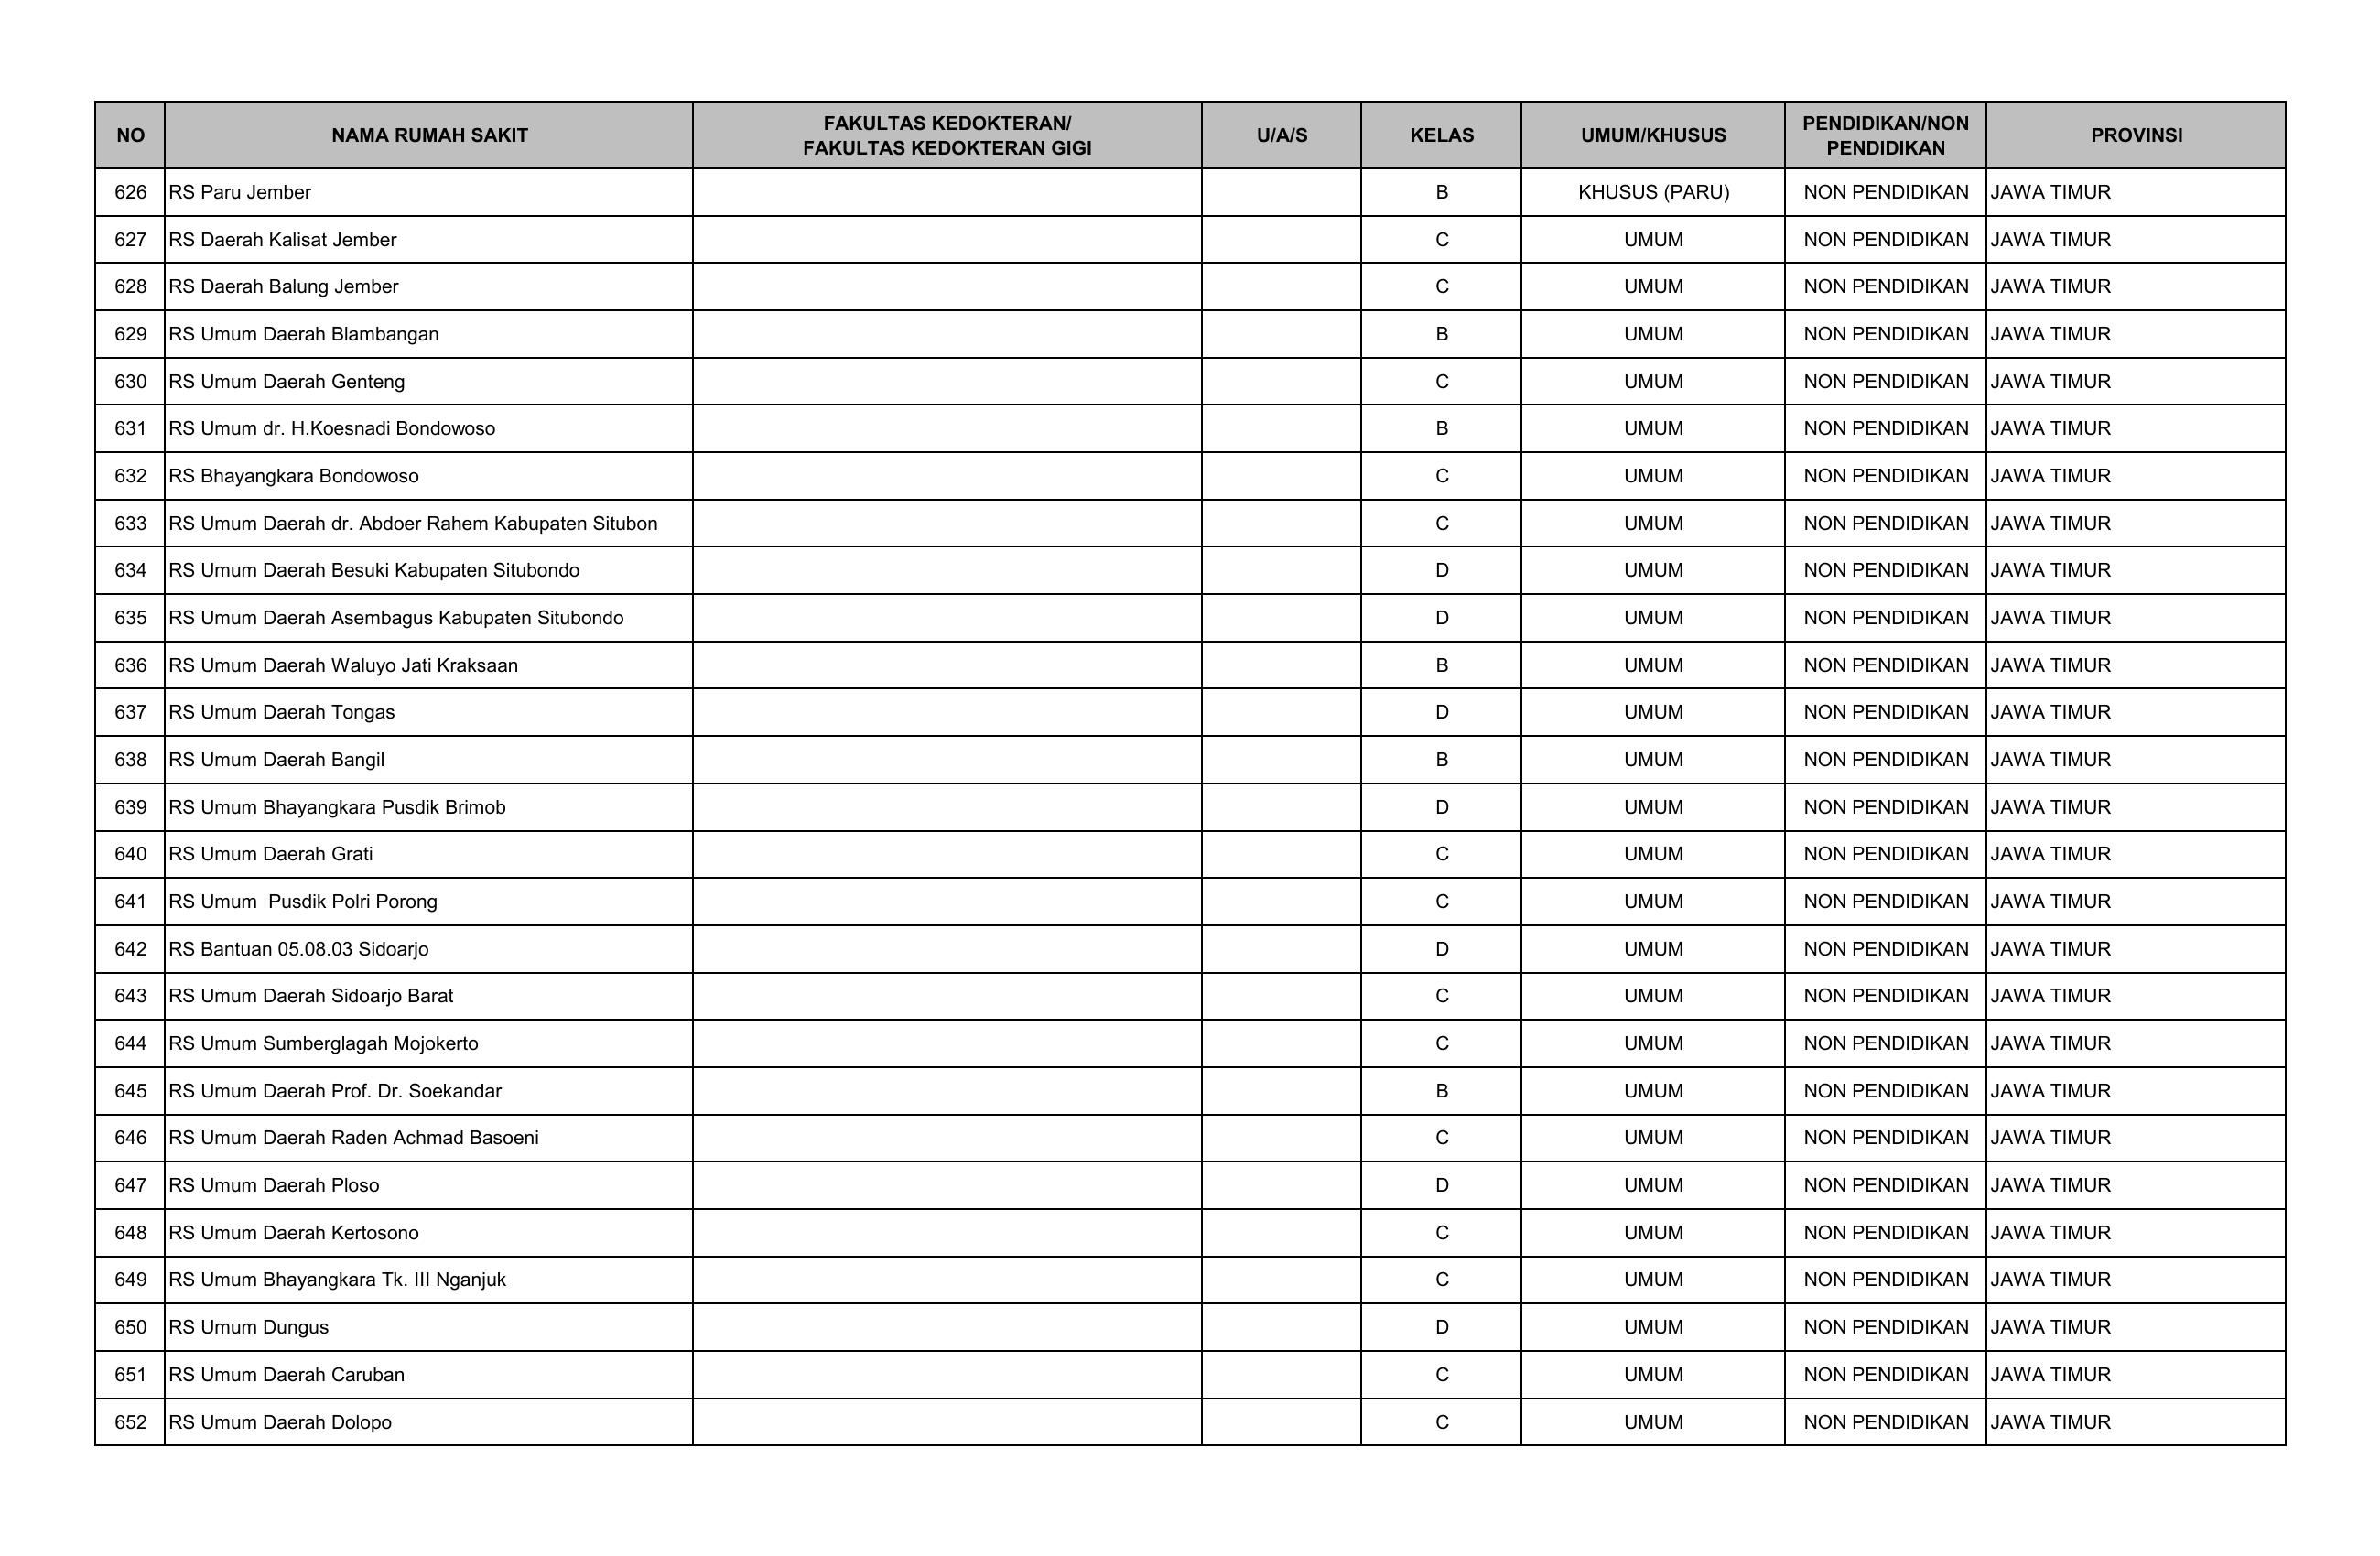 NO NAMA RUMAH SAKIT FAKULTAS KEDOKTERAN/ FAKULTAS KEDOKTERAN GIGI U/A/S KELAS UMUM/KHUSUS PENDIDIKAN/NON PENDIDIKAN PROVINSI
626 RS Paru Jember B KHUSUS (PARU) NON PENDIDIKAN JAWA TIMUR
627 RS Daerah Kalisat Jember C UMUM NON PENDIDIKAN JAWA TIMUR
628 RS Daerah Balung Jember C UMUM NON PENDIDIKAN JAWA TIMUR
629 RS Umum Daerah Blambangan B UMUM NON PENDIDIKAN JAWA TIMUR
630 RS Umum Daerah Genteng C UMUM NON PENDIDIKAN JAWA TIMUR
631 RS Umum dr. H.Koesnadi Bondowoso B UMUM NON PENDIDIKAN JAWA TIMUR
632 RS Bhayangkara Bondowoso C UMUM NON PENDIDIKAN JAWA TIMUR
633 RS Umum Daerah dr. Abdoer Rahem Kabupaten Situbon C UMUM NON PENDIDIKAN JAWA TIMUR
634 RS Umum Daerah Besuki Kabupaten Situbondo D UMUM NON PENDIDIKAN JAWA TIMUR
635 RS Umum Daerah Asembagus Kabupaten Situbondo D UMUM NON PENDIDIKAN JAWA TIMUR
636 RS Umum Daerah Waluyo Jati Kraksaan B UMUM NON PENDIDIKAN JAWA TIMUR
637 RS Umum Daerah Tongas D UMUM NON PENDIDIKAN JAWA TIMUR
638 RS Umum Daerah Bangil B UMUM NON PENDIDIKAN JAWA TIMUR
639 RS Umum Bhayangkara Pusdik Brimob D UMUM NON PENDIDIKAN JAWA TIMUR
640 RS Umum Daerah Grati C UMUM NON PENDIDIKAN JAWA TIMUR
641 RS Umum  Pusdik Polri Porong C UMUM NON PENDIDIKAN JAWA TIMUR
642 RS Bantuan 05.08.03 Sidoarjo D UMUM NON PENDIDIKAN JAWA TIMUR
643 RS Umum Daerah Sidoarjo Barat C UMUM NON PENDIDIKAN JAWA TIMUR
644 RS Umum Sumberglagah Mojokerto C UMUM NON PENDIDIKAN JAWA TIMUR
645 RS Umum Daerah Prof. Dr. Soekandar B UMUM NON PENDIDIKAN JAWA TIMUR
646 RS Umum Daerah Raden Achmad Basoeni C UMUM NON PENDIDIKAN JAWA TIMUR
647 RS Umum Daerah Ploso D UMUM NON PENDIDIKAN JAWA TIMUR
648 RS Umum Daerah Kertosono C UMUM NON PENDIDIKAN JAWA TIMUR
649 RS Umum Bhayangkara Tk. III Nganjuk C UMUM NON PENDIDIKAN JAWA TIMUR
650 RS Umum Dungus D UMUM NON PENDIDIKAN JAWA TIMUR
651 RS Umum Daerah Caruban C UMUM NON PENDIDIKAN JAWA TIMUR
652 RS Umum Daerah Dolopo C UMUM NON PENDIDIKAN JAWA TIMUR